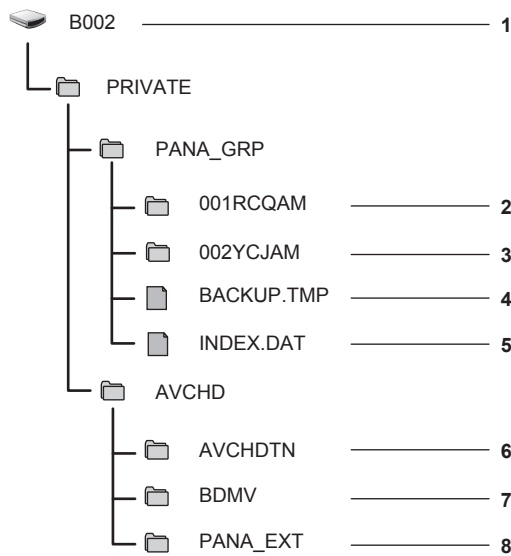 B002 1
PRIVATE
PANA_GRP
001RCQAM 2
002YCJAM 3
BACKUP.TMP 4
INDEX.DAT 5
AVCHD
AVCHDTN 6
BDMV 7
PANA_EXT 8